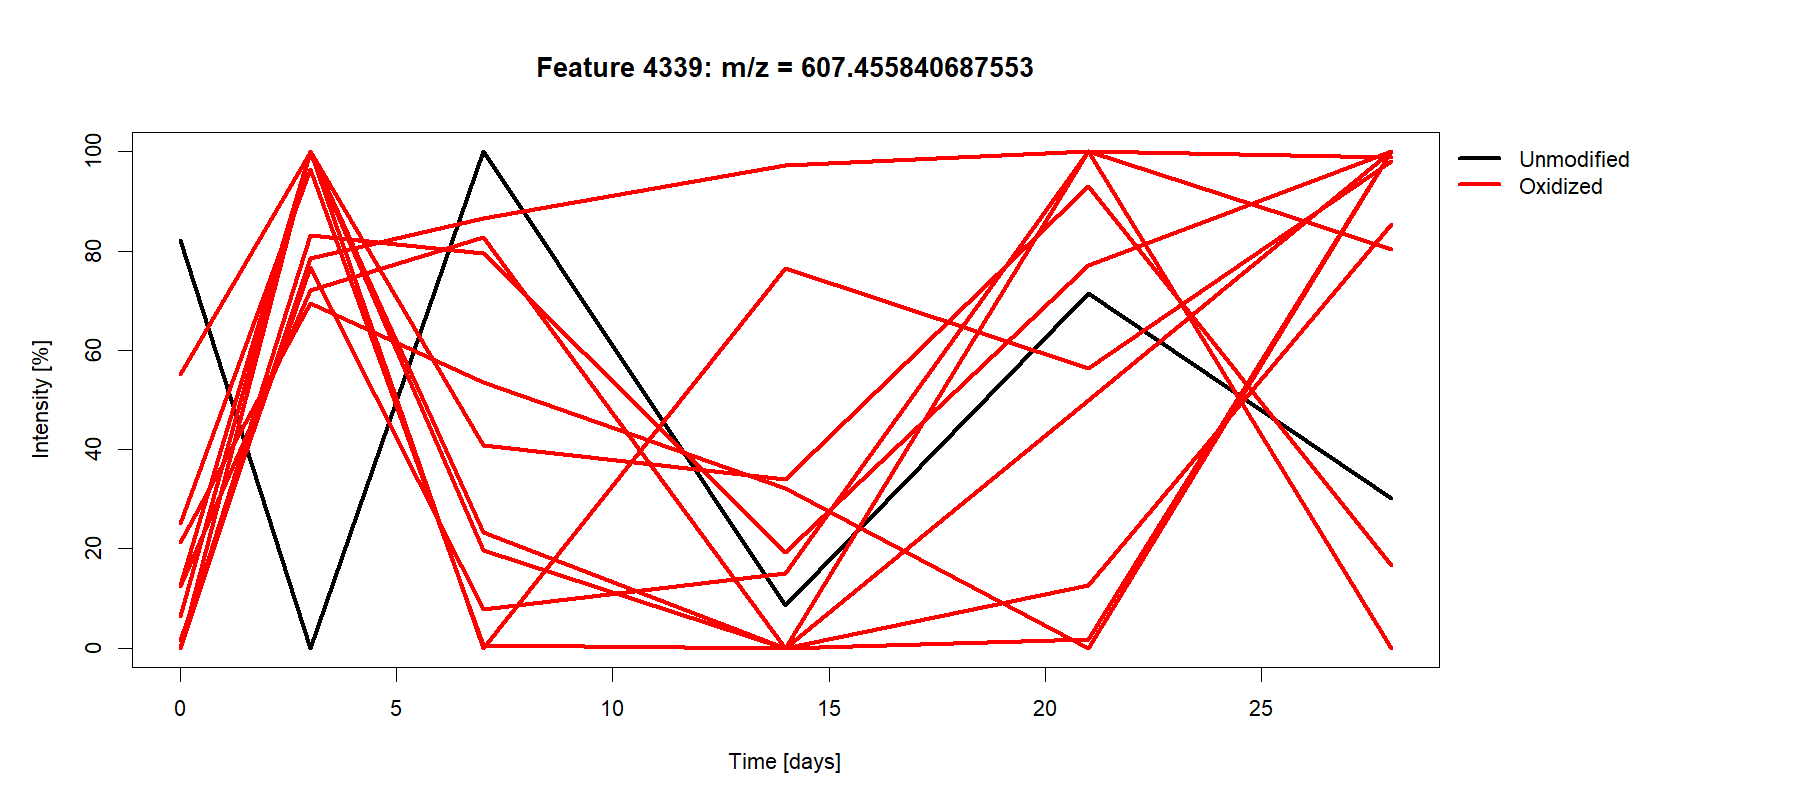 Feature 4339: m/z = 607.455840687553
Unmodified
Oxidized
Intensity [%]
100
80
60
40
20
0
0 5 10 15 20 25
Time [days]